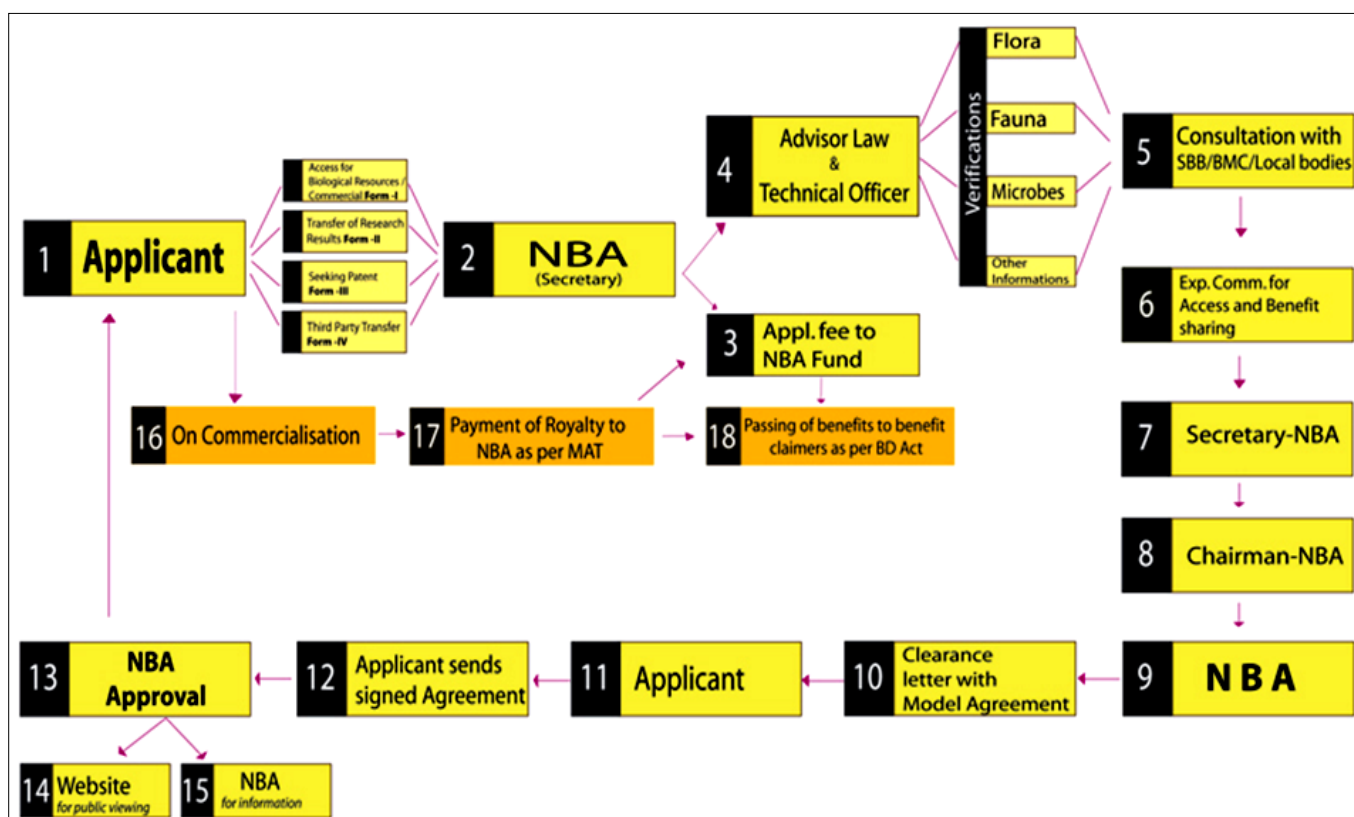 1
Applicant
Access for
Biological Resources /
Commercial Form -I
Transfer of Research
Results Form -II
Seeking Patent
Form -III
Third Party Transfer
Form -IV
2
NBA
(Secretary)
3
Appl. fee to
NBA Fund
4
Advisor Law
&
Technical Officer
Verifications
Flora
Fauna
Microbes
Other
Informations
5
Consultation with
SBB/BMC/Local bodies
6
Exp. Comm. for
Access and Benefit
sharing
7
Secretary-NBA
8
Chairman-NBA
9
N B A
10
Clearance
letter with
Model Agreement
11
Applicant
12
Applicant sends
signed Agreement
13
NBA
Approval
14
Website
for public viewing
15
NBA
for information
16
On Commercialisation
17
Payment of Royalty to
NBA as per MAT
18
Passing of benefits to benefit
claimers as per BD Act